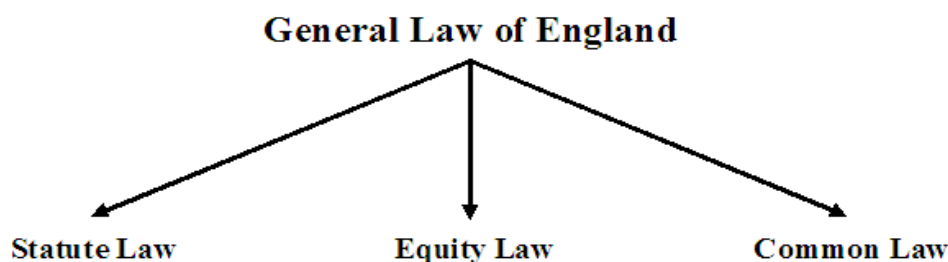 General Law of England
Statute Law
Equity Law
Common Law